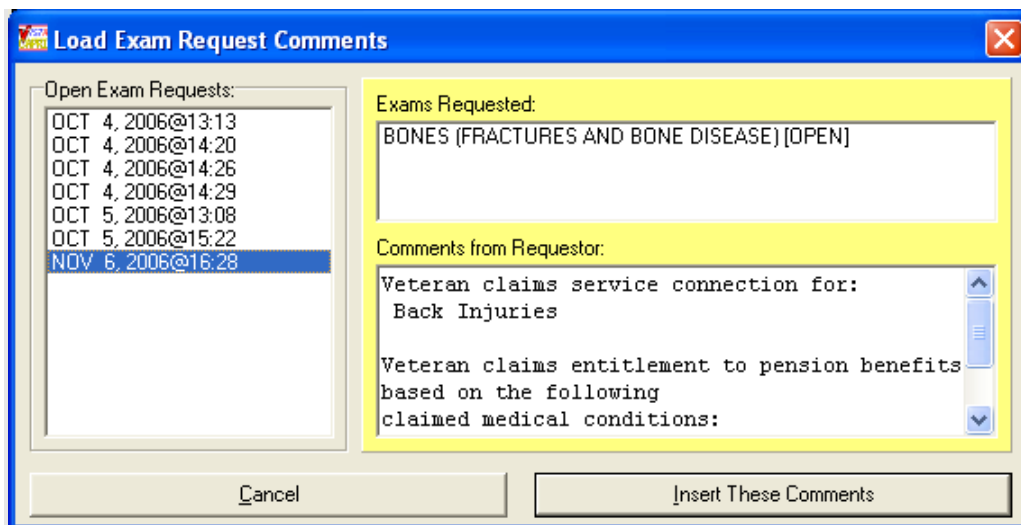 Load Exam Request Comments
Open Exam Requests:
OCT 4, 2006@13:13
OCT 4, 2006@14:20
OCT 4, 2006@14:26
OCT 4, 2006@14:29
OCT 5, 2006@13:08
OCT 5, 2006@15:22
NOV 6, 2006@16:28
Exams Requested:
BONES (FRACTURES AND BONE DISEASE) [OPEN]
Comments from Requestor:
Veteran claims service connection for:
Back Injuries
Veteran claims entitlement to pension benefits
based on the following
claimed medical conditions:
Cancel
Insert These Comments